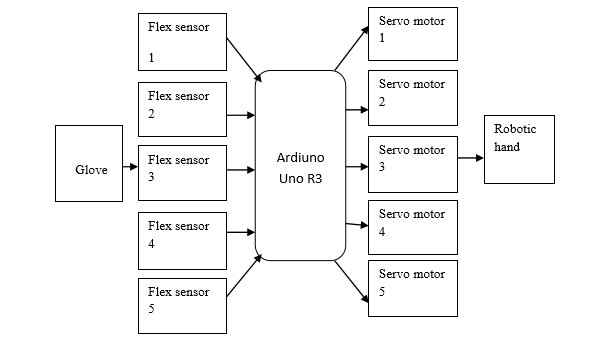 Glove
Flex sensor
1
Flex sensor
2
Flex sensor
3
Flex sensor
4
Flex sensor
5
Ardiuno
Uno R3
Servo motor
1
Servo motor
2
Servo motor
3
Servo motor
4
Servo motor
5
Robotic
hand